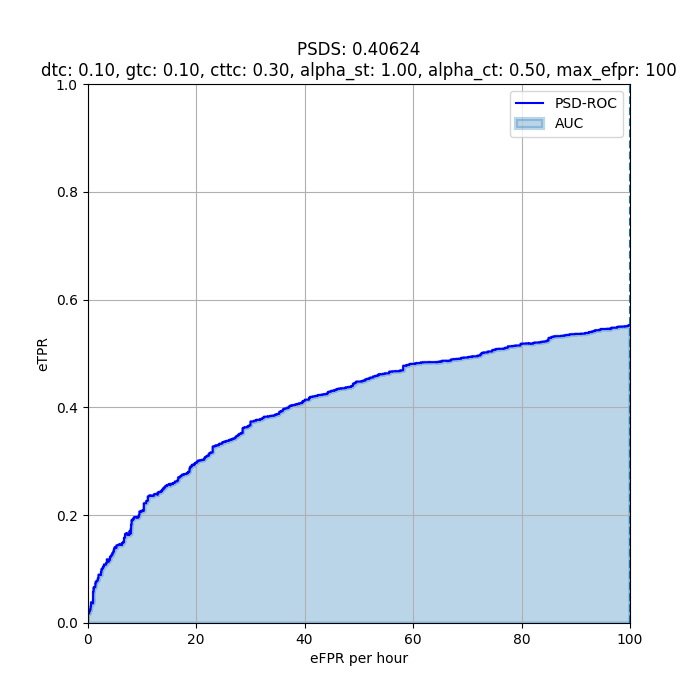 PSDS: 0.40624
dtc: 0.10, gtc: 0.10, cttc: 0.30, alpha_st: 1.00, alpha_ct: 0.50, max_efpr: 100
PSD-ROC
AUC
1.0
0.8
0.6
0.4
0.2
0.0
eTPR
0 20 40 60 80 100
eFPR per hour